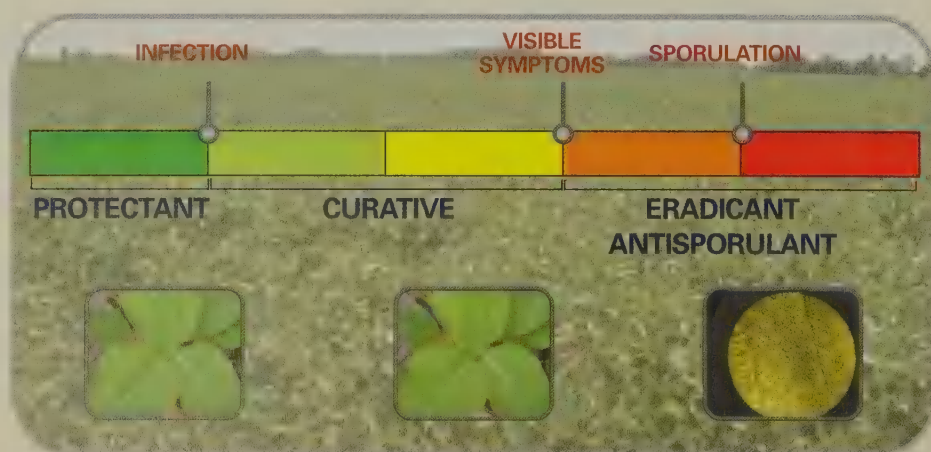 INFECTION
VISIBLE
SYMPTOMS
SPORULATION
PROTECTANT
CURATIVE
ERADICANT
ANTISPORULANT